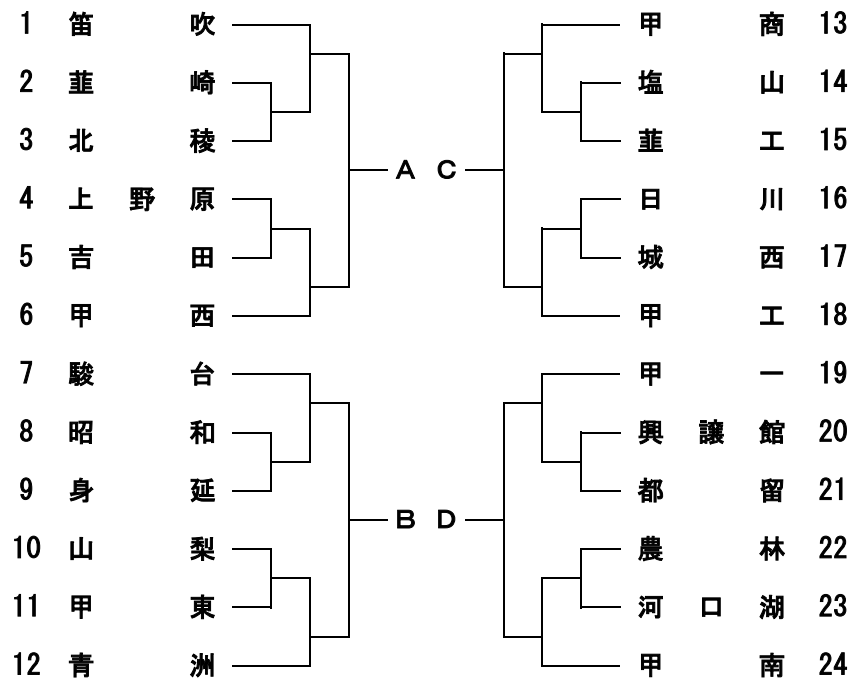 1 笛 吹
2 韮 崎
3 北 稜
4 上 野 原
5 吉 田
6 甲 西
7 駿 台
8 昭 和
9 身 延
10 山 梨
11 甲 東
12 青 洲
A C
B D
甲 商 13
塩 山 14
韮 工 15
日 川 16
城 西 17
甲 工 18
甲 一 19
興 譲 館 20
都 留 21
農 林 22
河 口 湖 23
甲 南 24